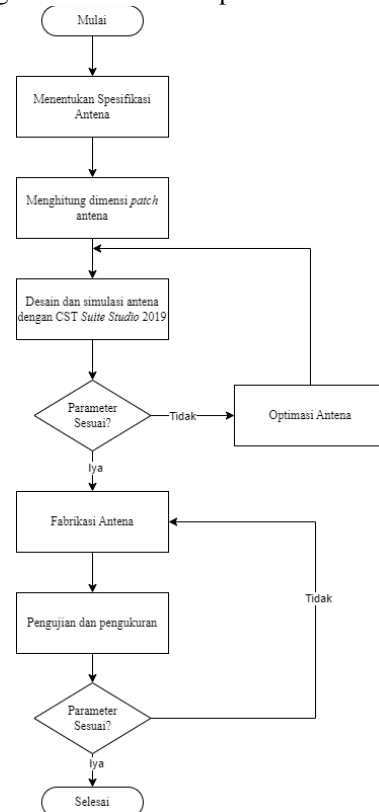 Mulai
Menentukan Spesifikasi
Antena
Menghitung dimensi patch
antena
Desain dan simulasi antena
dengan CST Suite Studio 2019
Parameter
Sesuai?
Tidak
Optimasi Antena
Iya
Fabrikasi Antena
Tidak
Pengujian dan pengukuran
Parameter
Sesuai?
Iya
Selesai